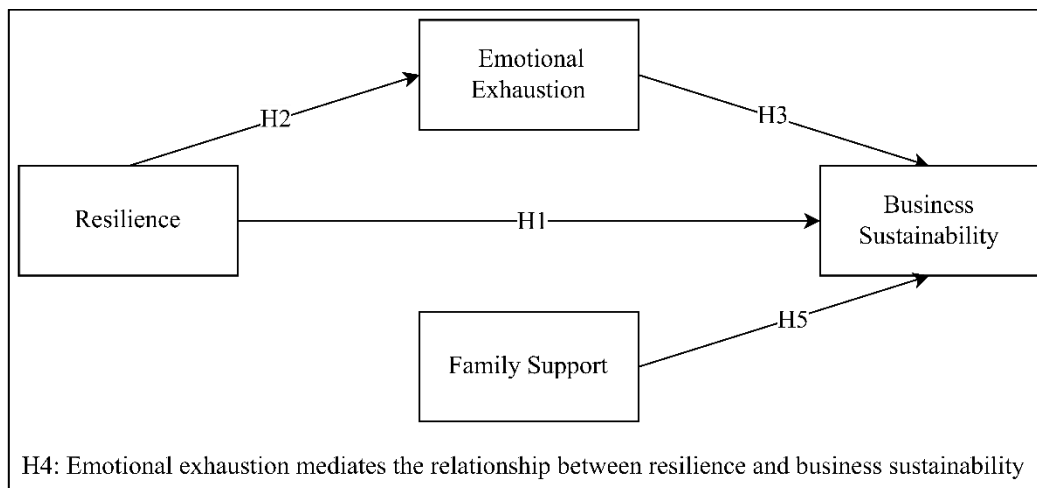 Emotional
Exhaustion
H2
H3
Resilience
H1
Business
Sustainability
Family Support
H5
H4: Emotional exhaustion mediates the relationship between resilience and business sustainability